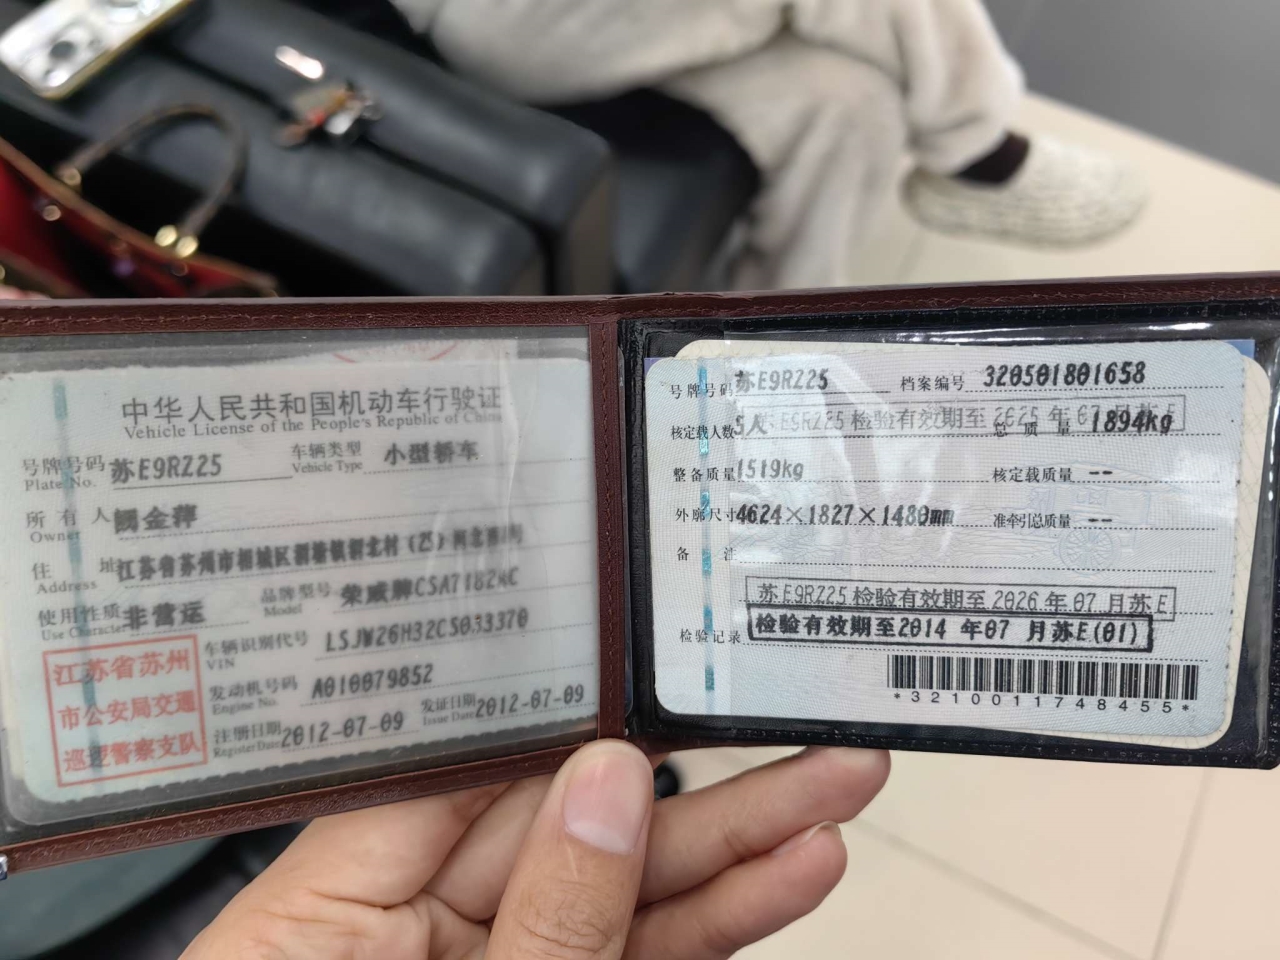 中华人民共和国机动车行驶证
Vehicle License of the People's Republic of China
号牌号码 苏E9RZ25 车辆类型 小型轿车
Plate No. Vehicle Type
所有人
Owner
住址 江苏省苏州市相城区
Address
使用性质 非营运 品牌型号 荣威牌CSA7182
Use Character Model
江苏省苏州
市公安局交通
巡逻警察支队
车辆识别代号 LSJW26H32CS033370
VIN
发动机号码 A010079852
Engine No.
注册日期 2012-07-09 发证日期 2012-07-09
Register Date Issue Date
号牌号码 苏E9RZ25 档案编号 320501801658
苏E9RZ25检验有效期至2025年07月苏E
核定载人数 5人 总质量 1894kg
整备质量 1519kg 核定载质量 --
外廓尺寸 4624×1827×1480mm 准牵引总质量 --
备注
苏E9RZ25检验有效期至2026年07月苏E
检验记录 检验有效期至2014年07月苏E(01)
*3210011748455*